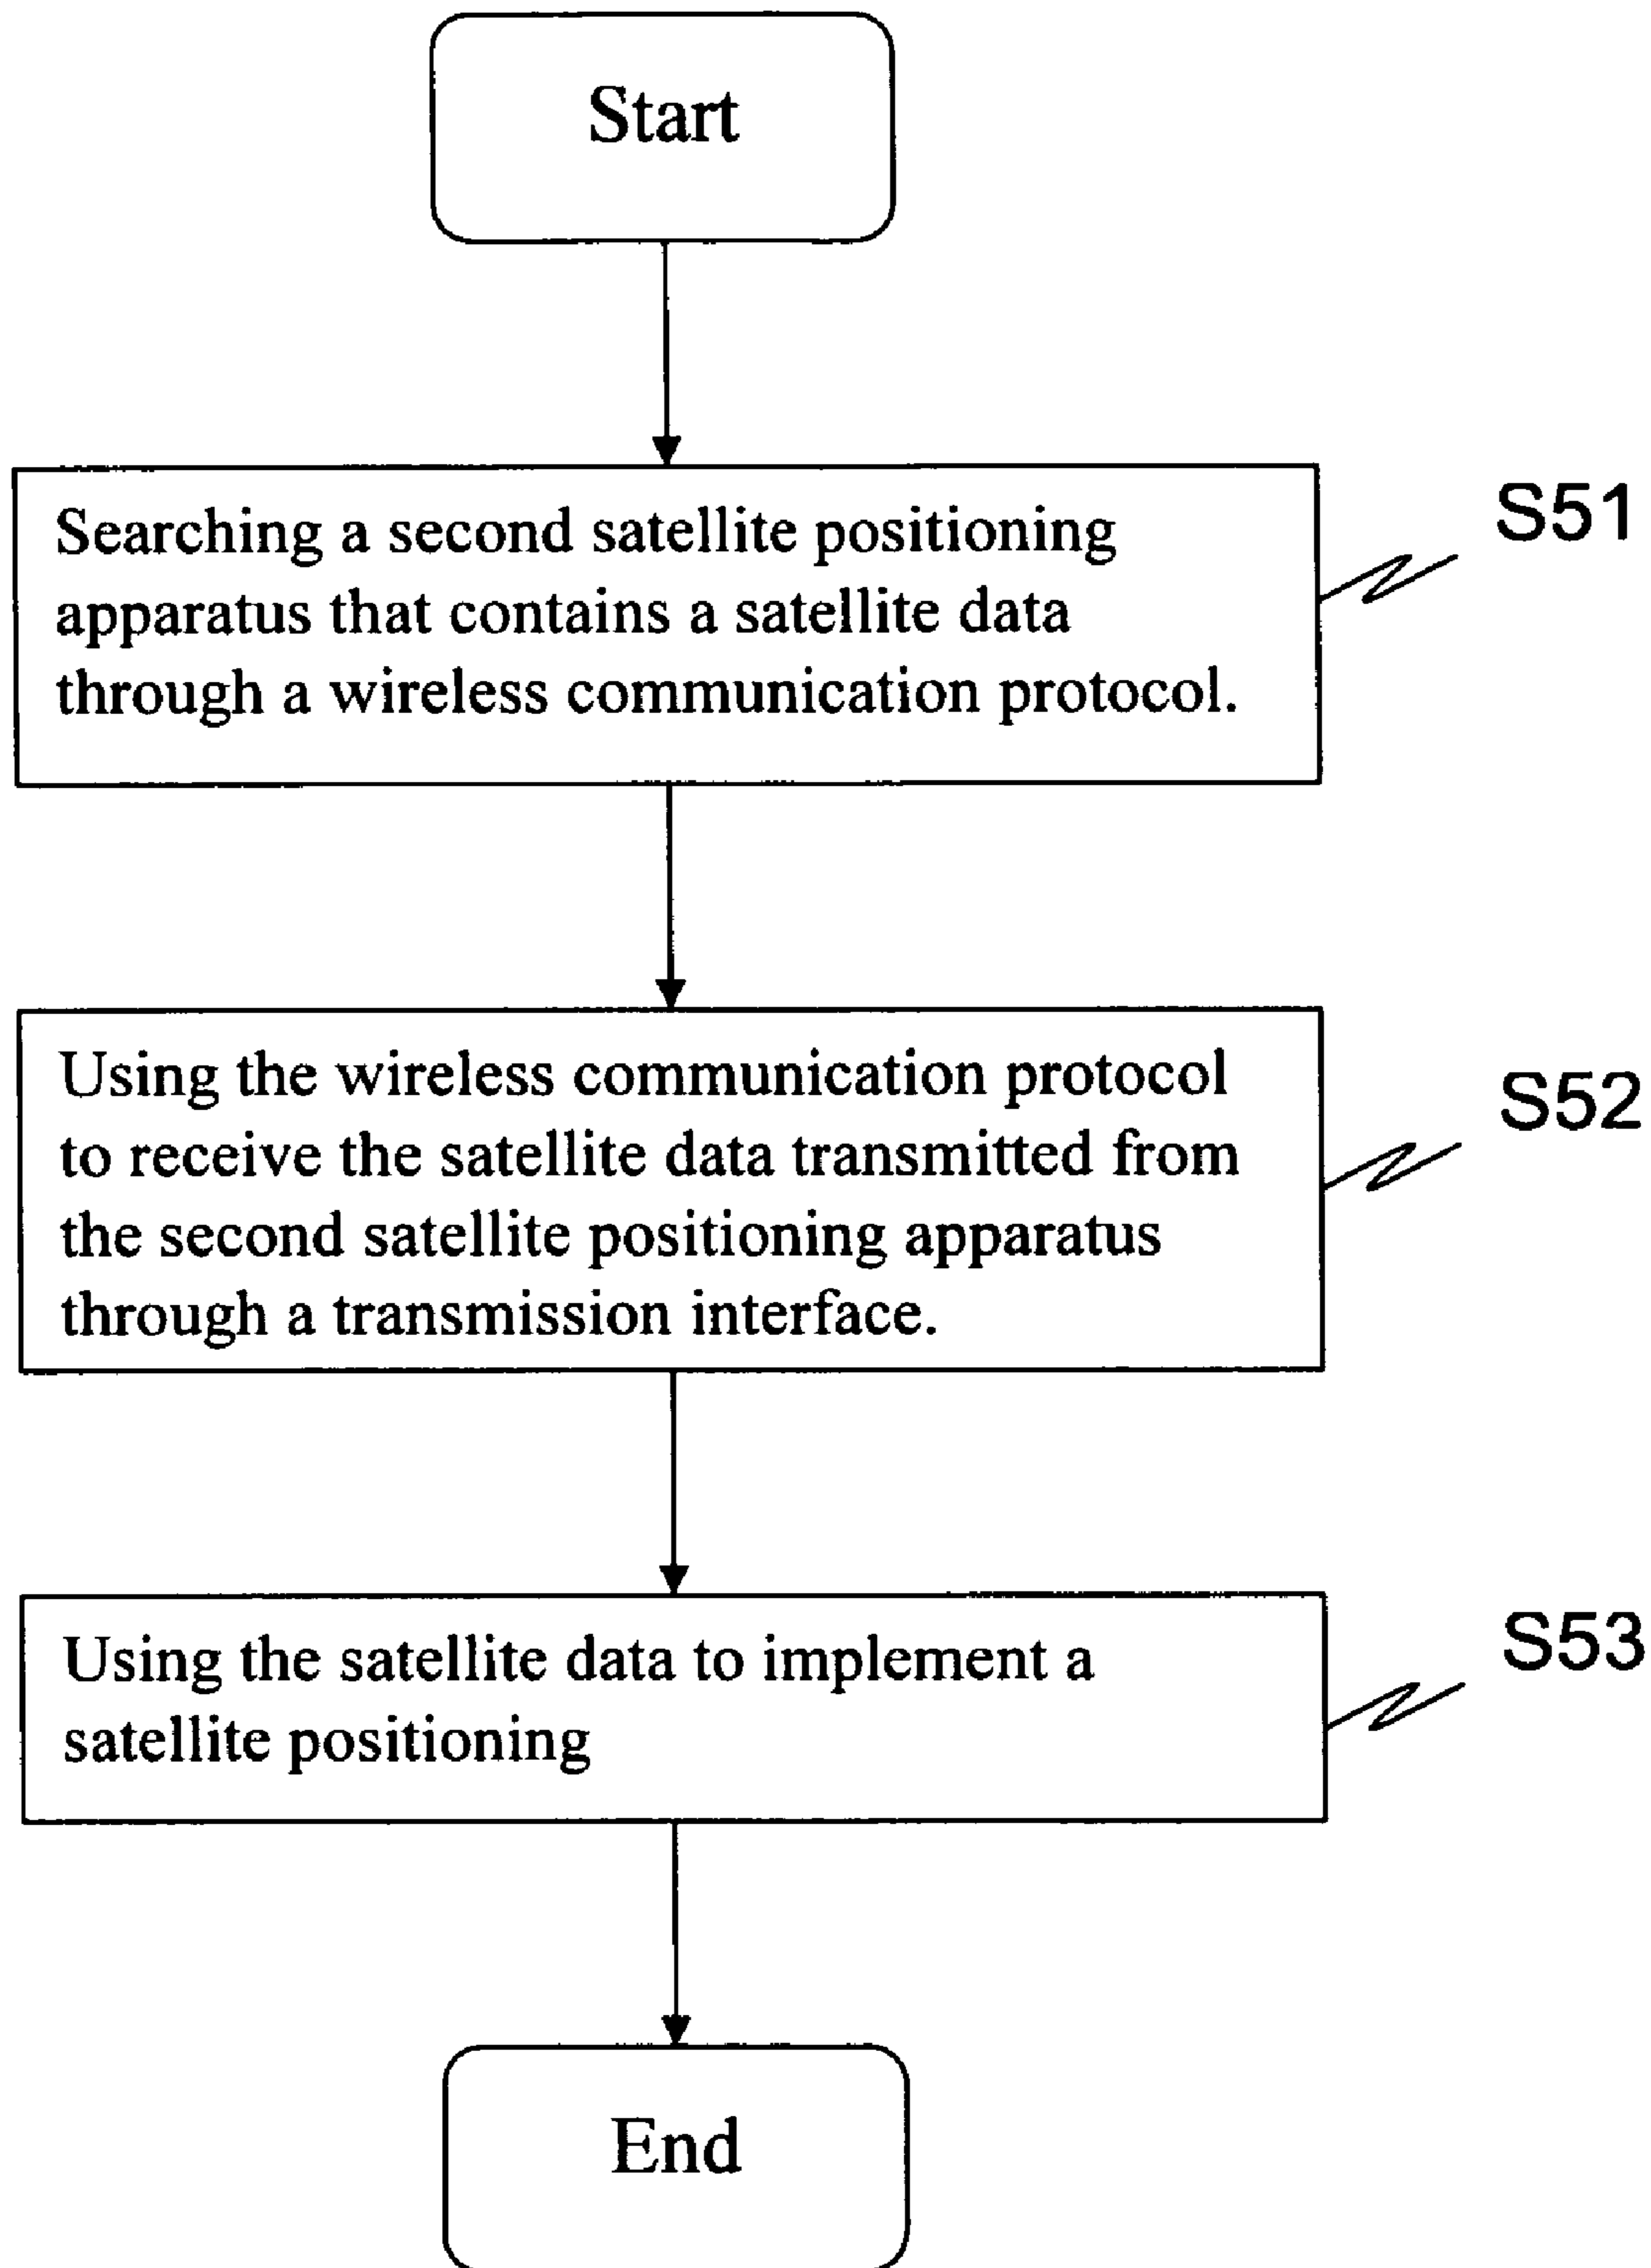 Start
Searching a second satellite positioning
apparatus that contains a satellite data
through a wireless communication protocol.
S51
Using the wireless communication protocol
to receive the satellite data transmitted from
the second satellite positioning apparatus
through a transmission interface.
S52
Using the satellite data to implement a
satellite positioning
S53
End